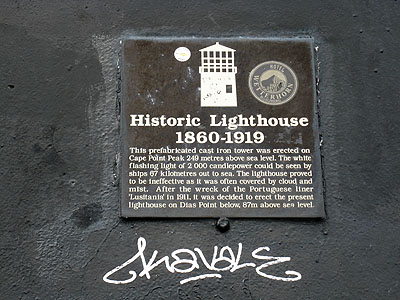 HOTEL
WETTERHORN
Historic Lighthouse
1860-1919
This prefabricated cast iron tower was erected on
Cape Point Peak 249 metres above sea level. The white
flashing light of 2 000 candlepower could be seen by
ships 67 kilometres out to sea. The lighthouse proved
to be ineffective as it was often covered by cloud and
mist. After the wreck of the Portuguese liner
'Lusitania' in 1911, it was decided to erect the present
lighthouse on Dias Point below, 87m above sea level.